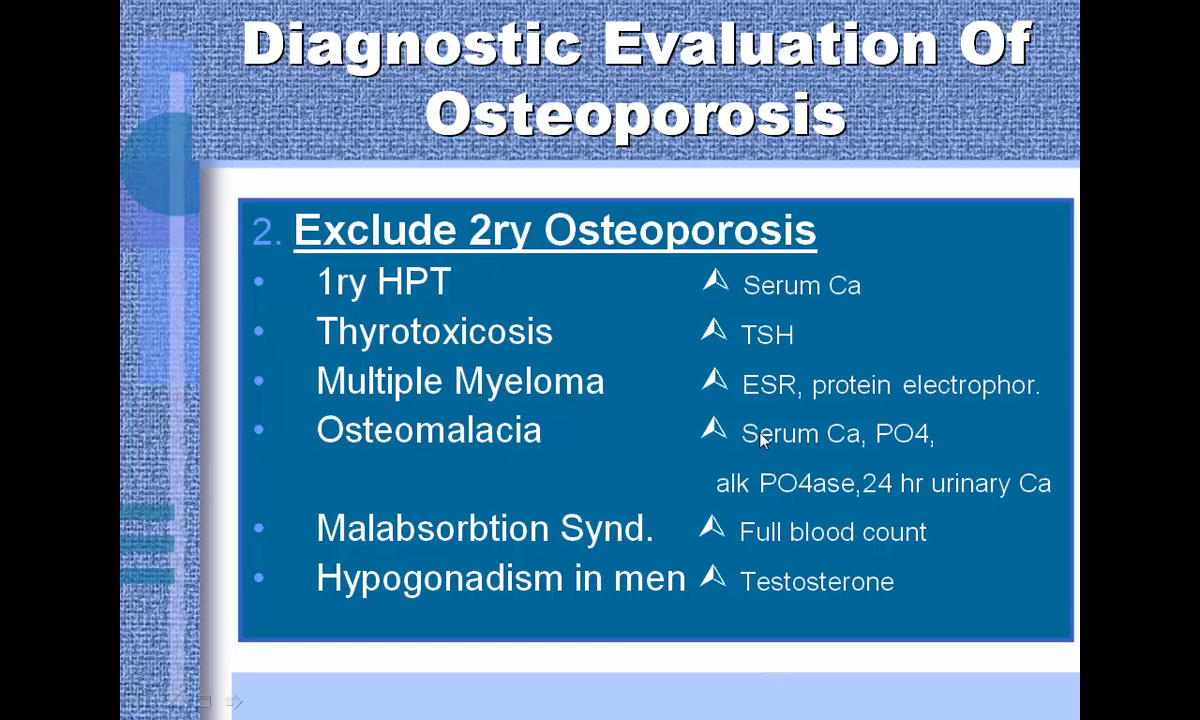 Diagnostic Evaluation Of
Osteoporosis
2. Exclude 2ry Osteoporosis
• 1ry HPT Serum Ca
• Thyrotoxicosis TSH
• Multiple Myeloma ESR, protein electrophor.
• Osteomalacia Serum Ca, PO4,
alk PO4ase,24 hr urinary Ca
• Malabsorbtion Synd. Full blood count
• Hypogonadism in men Testosterone